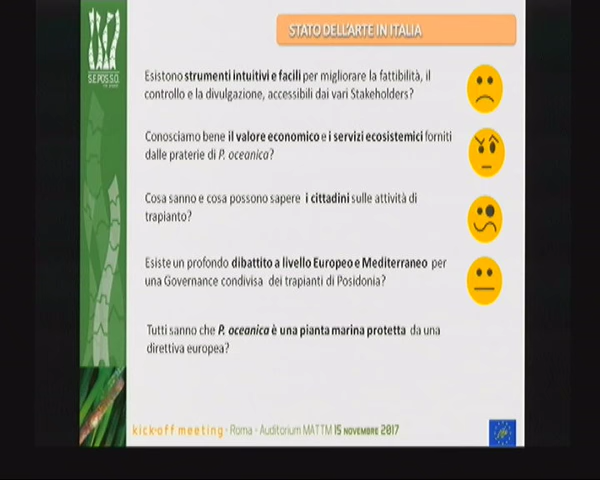 STATO DELL'ARTE IN ITALIA
S.E.POS.S.O.
Esistono strumenti intuitivi e facili per migliorare la fattibilità, il
controllo e la divulgazione, accessibili dai vari Stakeholders?
Conosciamo bene il valore economico e i servizi ecosistemici forniti
dalle praterie di P. oceanica?
Cosa sanno e cosa possono sapere i cittadini sulle attività di
trapianto?
Esiste un profondo dibattito a livello Europeo e Mediterraneo per
una Governance condivisa dei trapianti di Posidonia?
Tutti sanno che P. oceanica è una pianta marina protetta da una
direttiva europea?
kick-off meeting - Roma - Auditorium MATTM 15 NOVEMBRE 2017